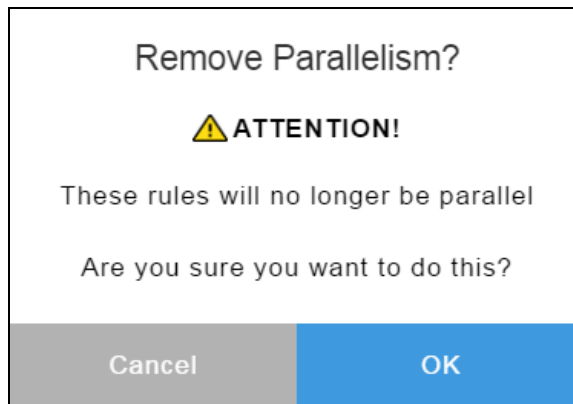 Remove Parallelism?
ATTENTION!
These rules will no longer be parallel
Are you sure you want to do this?
Cancel OK